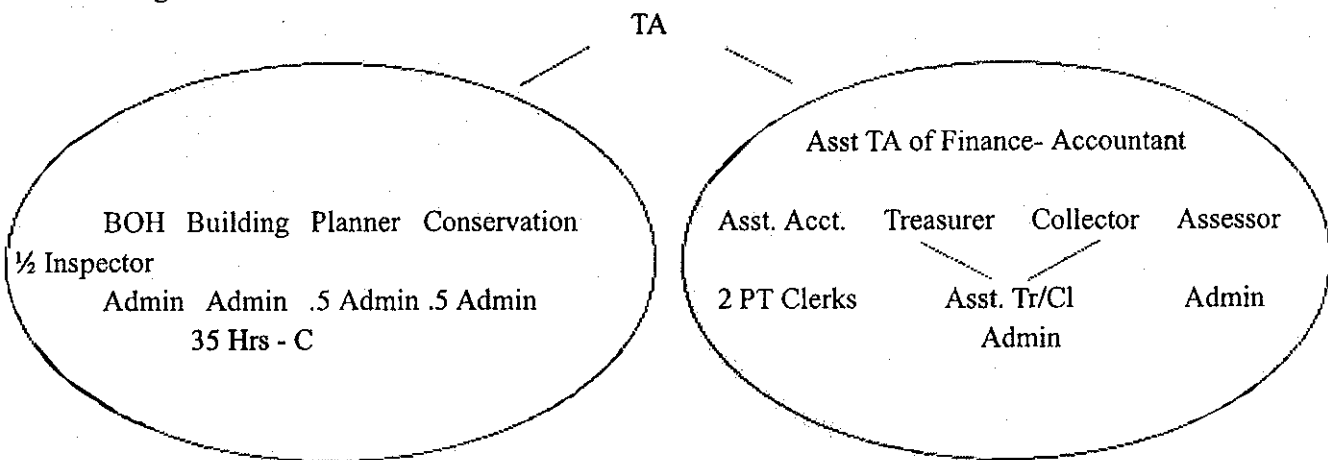 TA
Asst TA of Finance- Accountant
BOH Building Planner Conservation
½ Inspector
Admin Admin .5 Admin .5 Admin
35 Hrs - C
Asst. Acct. Treasurer Collector Assessor
2 PT Clerks Asst. Tr/Cl Admin
Admin